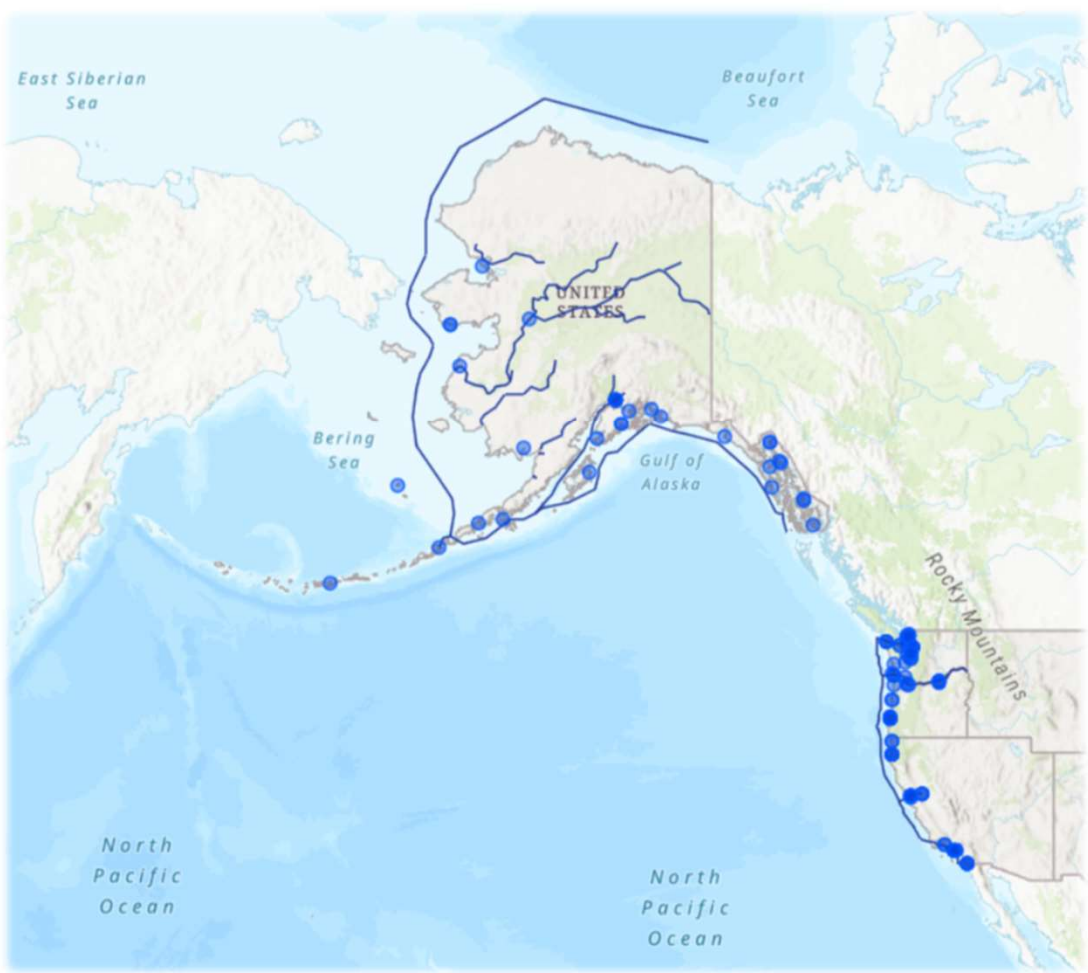 East Siberian
Sea
Beaufort
Sea
UNITED
STATES
Bering
Sea
Gulf of
Alaska
Rocky Mountains
North
Pacific
Ocean
North
Pacific
Ocean